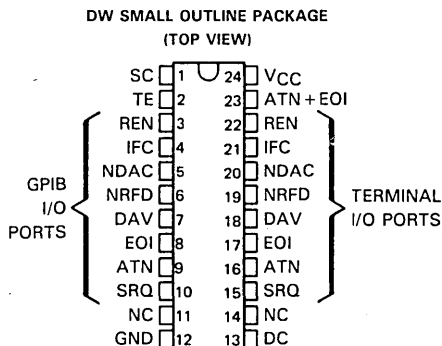 DW SMALL OUTLINE PACKAGE
(TOP VIEW)
SC 1 24 VCC
TE 2 23 ATN + EOI
REN 3 22 REN
IFC 4 21 IFC
NDAC 5 20 NDAC
NRFD 6 19 NRFD
DAV 7 18 DAV
EOI 8 17 EOI
ATN 9 16 ATN
SRQ 10 15 SRQ
NC 11 14 NC
GND 12 13 DC
GPIB
I/O
PORTS
TERMINAL
I/O PORTS